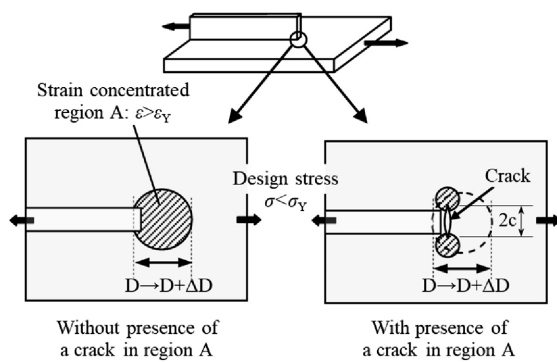 Strain concentrated
region A: ε>εY
Design stress
σ<σY
Crack
2c
D→D+ΔD
D→D+ΔD
Without presence of
a crack in region A
With presence of
a crack in region A